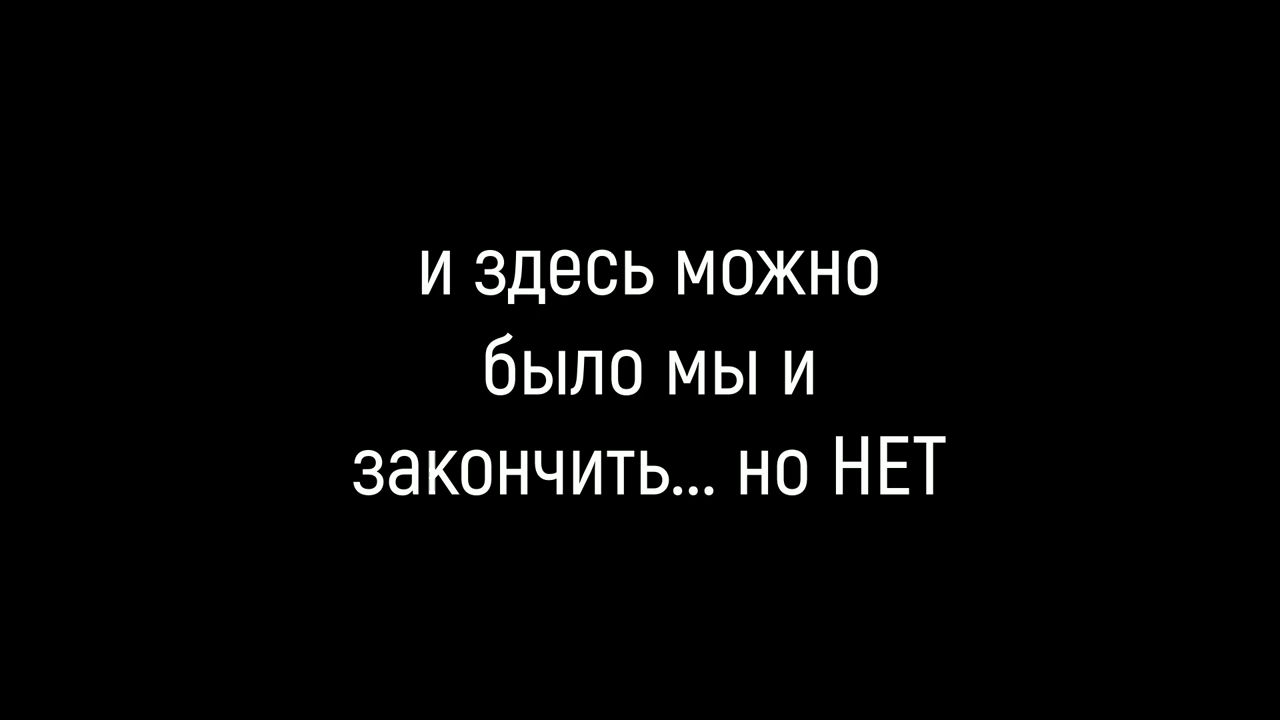 и здесь можно
было мы и
закончить... но НЕТ